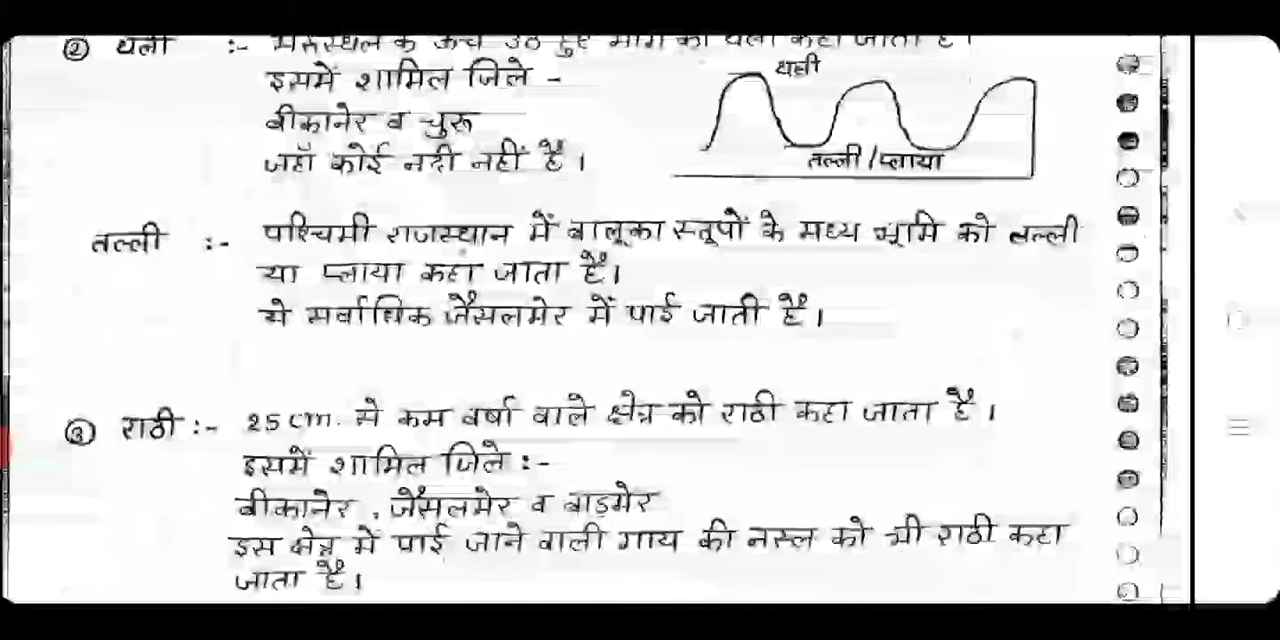 ② थली :- मरुस्थल के ऊँचे उठे हुए भाग को थली कहा जाता है।
इसमें शामिल जिले -
बीकानेर व चुरू
जहाँ कोई नदी नहीं है।
थली
तल्ली/प्लाया
तल्ली :- पश्चिमी राजस्थान में बालूका स्तूपों के मध्य भूमि को तल्ली
या प्लाया कहा जाता है।
ये सर्वाधिक जैसलमेर में पाई जाती है।
③ राठी :- 25 cm. से कम वर्षा वाले क्षेत्र को राठी कहा जाता है।
इसमें शामिल जिले :-
बीकानेर, जैसलमेर व बाडमेर
इस क्षेत्र में पाई जाने वाली गाय की नस्ल को भी राठी कहा
जाता है।